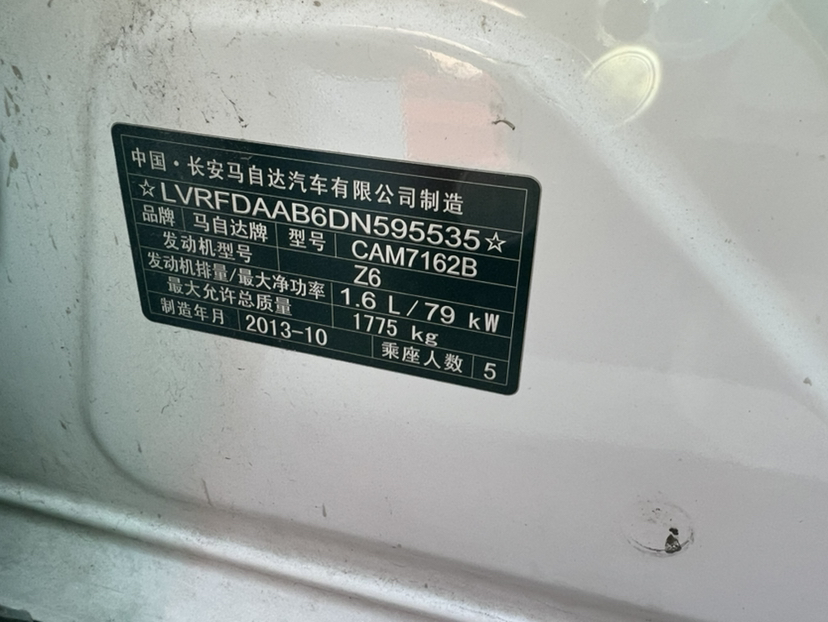 中国·长安马自达汽车有限公司制造
☆LVRFDAAB6DN595535☆
品牌 马自达牌 型号 CAM7162B
发动机型号 Z6
发动机排量/最大净功率 1.6 L/79 kW
最大允许总质量 1775 kg
制造年月 2013-10 乘座人数 5